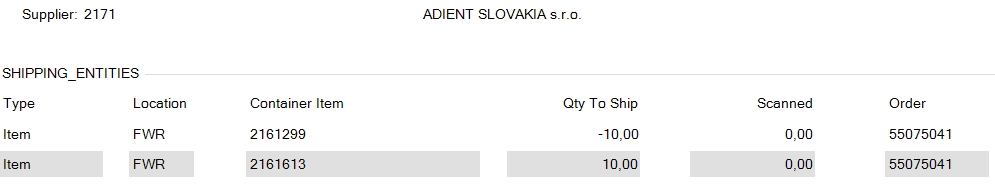 Supplier: 2171 ADIENT SLOVAKIA s.r.o.
SHIPPING_ENTITIES
Type Location Container Item Qty To Ship Scanned Order
Item FWR 2161299 -10,00 0,00 55075041
Item FWR 2161613 10,00 0,00 55075041